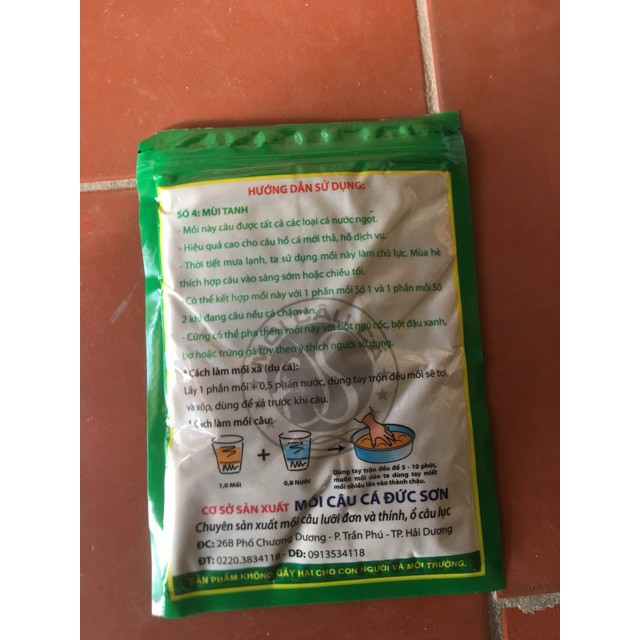 HƯỚNG DẪN SỬ DỤNG:
SỐ 4: MÙI TANH
- Mồi này câu được tất cả các loại cá nước ngọt.
- Hiệu quả cao cho câu hồ cá mới thả, hồ dịch vụ.
- Thời tiết mưa lạnh, ta sử dụng mồi này làm chủ lực. Mùa hè
thích hợp câu vào sáng sớm hoặc chiều tối.
- Có thể kết hợp mồi này với 1 phần mồi Số 1 và 1 phần mồi Số
2 khi đang câu nếu cá chậm ăn.
- Cũng có thể pha thêm mồi này với bột ngũ cốc, bột đậu xanh,
bơ hoặc trứng gà tùy theo ý thích người sử dụng.
* Cách làm mồi xả (dụ cá):
Lấy 1 phần mồi + 0,5 phần nước, dùng tay trộn đều mồi sẽ tơi
và xốp, dùng để xả trước khi câu.
* Cách làm mồi câu:
1,0 Mồi
+
0,8 Nước
Dùng tay trộn đều để 5 - 10 phút,
muốn mồi dẻo ta dùng tay miết
mồi nhiều lần vào thành chậu.
CƠ SỞ SẢN XUẤT MỒI CÂU CÁ ĐỨC SƠN
Chuyên sản xuất mồi câu lưỡi đơn và thính, ổ câu lục
ĐC: 26B Phố Chương Dương - P. Trần Phú - TP. Hải Dương
ĐT: 0220.3834118 - DĐ: 0913534118
SẢN PHẨM KHÔNG GÂY HẠI CHO CON NGƯỜI VÀ MÔI TRƯỜNG.